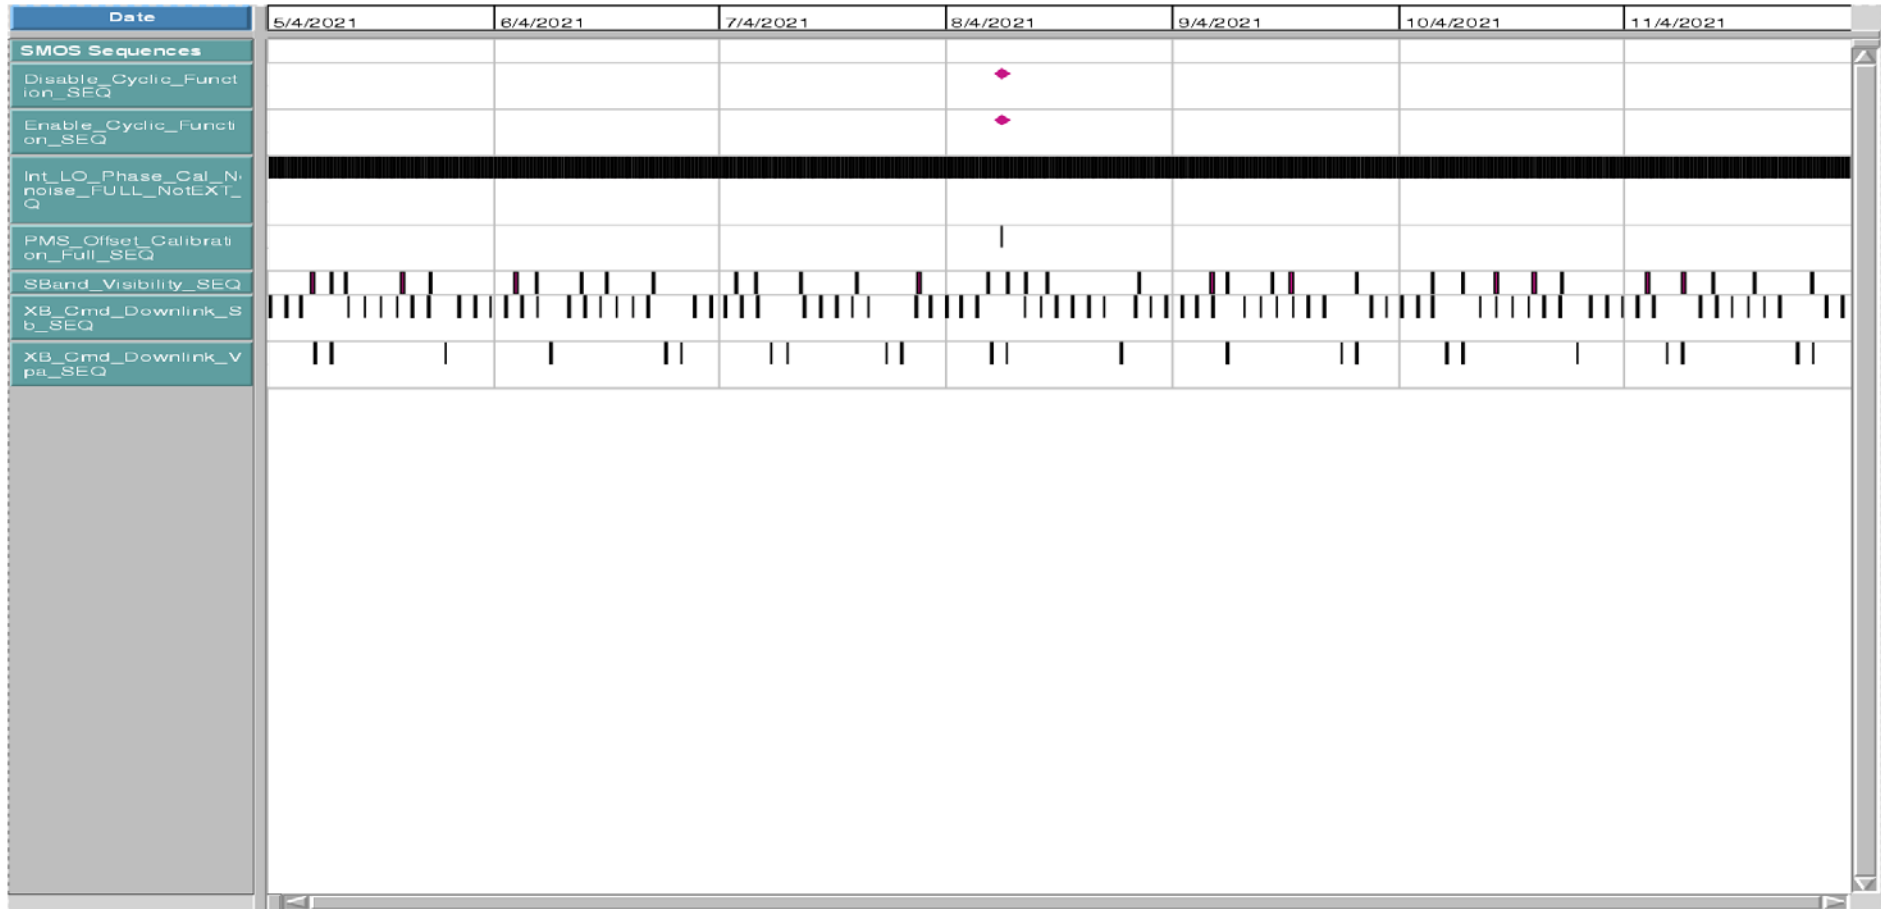 Date
5/4/2021
6/4/2021
7/4/2021
8/4/2021
9/4/2021
10/4/2021
11/4/2021
SMOS Sequences
Disable_Cyclic_Funct
ion_SEQ
Enable_Cyclic_Functi
on_SEQ
Int_LO_Phase_Cal_N
noise_FULL_NotEXT_
Q
PMS_Offset_Calibrati
on_Full_SEQ
SBand_Visibility_SEQ
XB_Cmd_Downlink_S
b_SEQ
XB_Cmd_Downlink_V
pa_SEQ